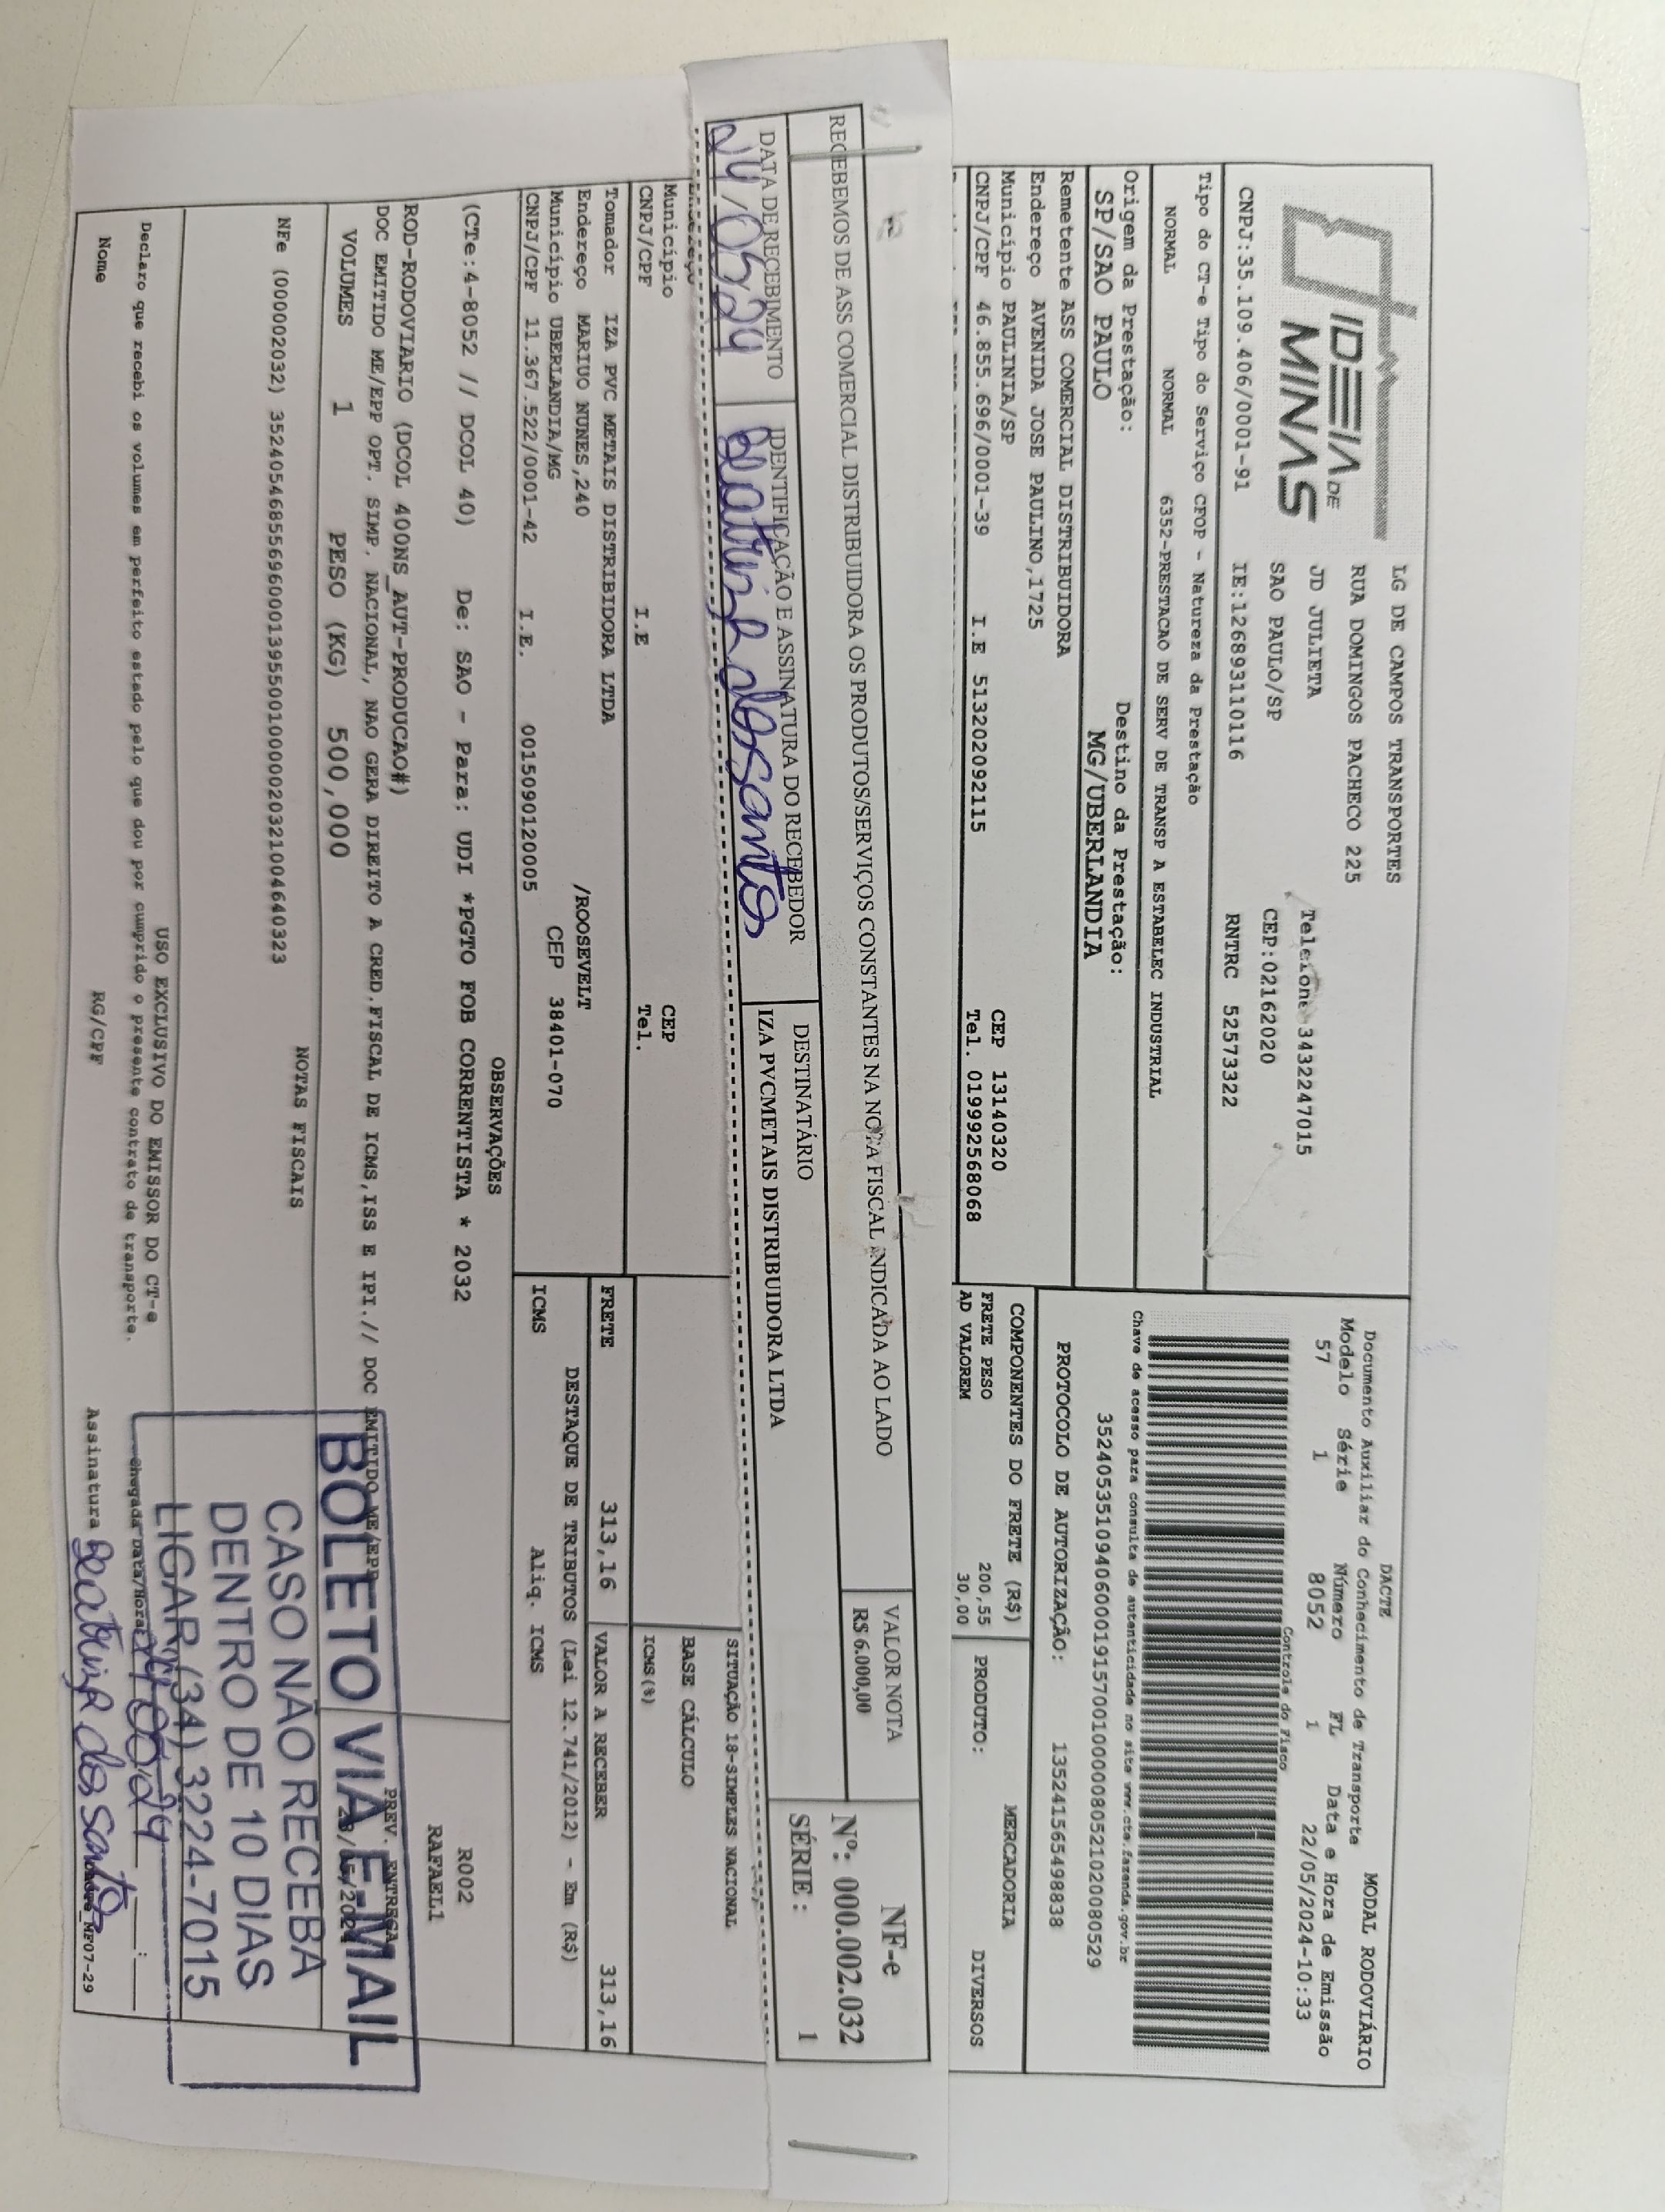 IDEIA DE
MINAS
LG DE CAMPOS TRANSPORTES
RUA DOMINGOS PACHECO 225
JD JULIETA
Telefone 3432247015
SAO PAULO/SP
CEP:02162020
CNPJ:35.109.406/0001-91
IE:126893110116
RNTRC 52573322
DACTE
MODAL RODOVIÁRIO
Documento Auxiliar do Conhecimento de Transporte
Modelo Série Número FL Data e Hora de Emissão
57 1 8052 1 22/05/2024-10:33
Controle do Fisco
Chave de acesso para consulta de autenticidade no site www.cte.fazenda.gov.br
35240535109406000191570010000080521020080529
PROTOCOLO DE AUTORIZAÇÃO: 135241565498838
Tipo do CT-e Tipo do Serviço CFOP - Natureza da Prestação
NORMAL NORMAL 6352-PRESTACAO DE SERV DE TRANSP A ESTABELEC INDUSTRIAL
Origem da Prestação: Destino da Prestação:
SP/SAO PAULO MG/UBERLANDIA
Remetente ASS COMERCIAL DISTRIBUIDORA
Endereço AVENIDA JOSE PAULINO,1725
Município PAULINIA/SP CEP 13140320
CNPJ/CPF 46.855.696/0001-39 I.E 513202092115 Tel. 019992568068
COMPONENTES DO FRETE (R$)
FRETE PESO 200,55
AD VALOREM 30,00
PRODUTO: MERCADORIA DIVERSOS
RECEBEMOS DE ASS COMERCIAL DISTRIBUIDORA OS PRODUTOS/SERVIÇOS CONSTANTES NA NOTA FISCAL INDICADA AO LADO
VALOR NOTA
R$ 6.000,00
NF-e
Nº: 000.002.032
SÉRIE : 1
DATA DE RECEBIMENTO
24/05/24
IDENTIFICAÇÃO E ASSINATURA DO RECEBEDOR
Beatriz dos Santos
DESTINATÁRIO
IZA PVCMETAIS DISTRIBUIDORA LTDA
Município CEP
CNPJ/CPF I.E Tel.
SITUAÇÃO 18-SIMPLES NACIONAL
BASE CÁLCULO
ICMS(%)
Tomador IZA PVC METAIS DISTRIBIDORA LTDA
Endereço MARIUO NUNES,240 /ROOSEVELT
Município UBERLANDIA/MG CEP 38401-070
CNPJ/CPF 11.367.522/0001-42 I.E. 0015090120005
FRETE 313,16 VALOR A RECEBER 313,16
DESTAQUE DE TRIBUTOS (Lei 12.741/2012) - Em (R$)
ICMS Aliq. ICMS
OBSERVAÇÕES
(CTe:4-8052 // DCOL 40) De: SAO - Para: UDI *PGTO FOB CORRENTISTA * 2032
R002
RAFAEL1
ROD-RODOVIARIO (DCOL 400NS_AUT-PRODUCAO#)
DOC EMITIDO ME/EPP OPT. SIMP. NACIONAL, NAO GERA DIREITO A CRED.FISCAL DE ICMS,ISS E IPI.// DOC EMITIDO ME/EPP
PREV. ENTREGA
VOLUMES 1 PESO (KG) 500,000
NOTAS FISCAIS
NFe (0000002032) 35240546855696000139550010000020321004640323
BOLETO VIA E-MAIL
CASO NÃO RECEBA
DENTRO DE 10 DIAS
LIGAR (34) 3224-7015
USO EXCLUSIVO DO EMISSOR DO CT-e
Declaro que recebi os volumes em perfeito estado pelo que dou por cumprido o presente contrato de transporte.
Chegada Data/Hora:
Nome RG/CPF Assinatura Beatriz dos Santos